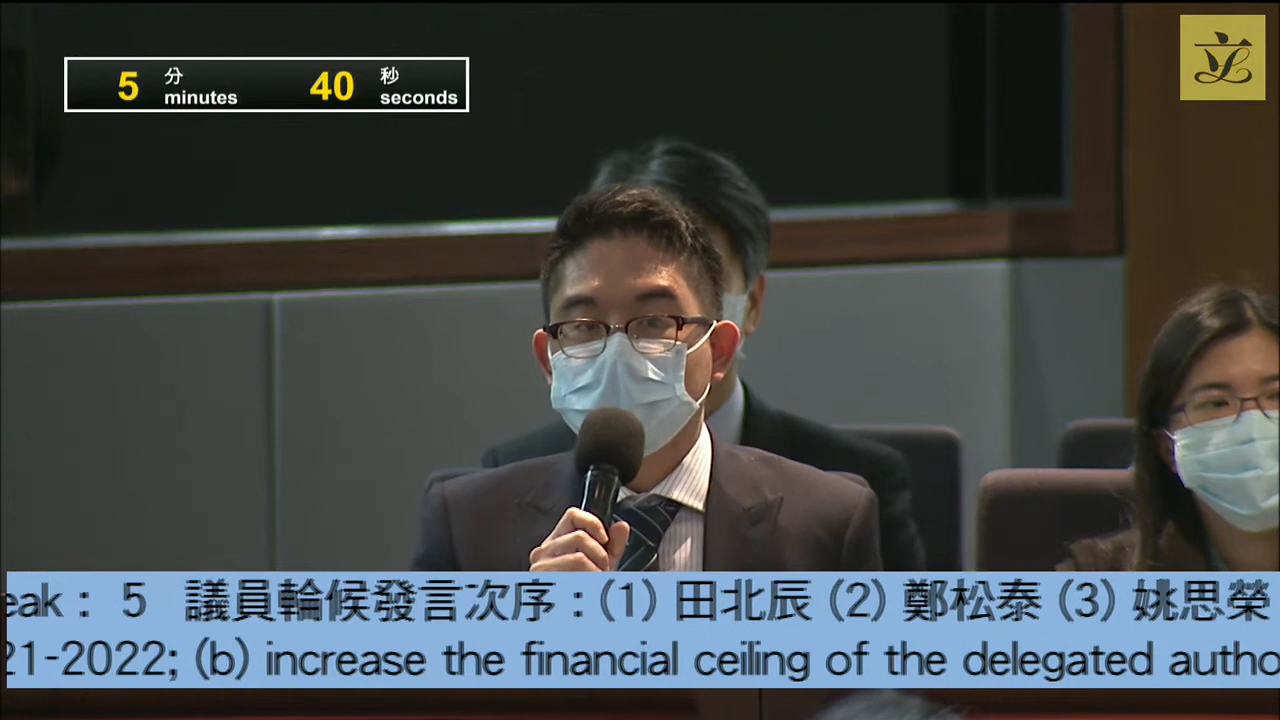 5 分 minutes 40 秒 seconds
立
eak : 5 議員輪候發言次序 : (1) 田北辰 (2) 鄭松泰 (3) 姚思榮
21-2022; (b) increase the financial ceiling of the delegated autho